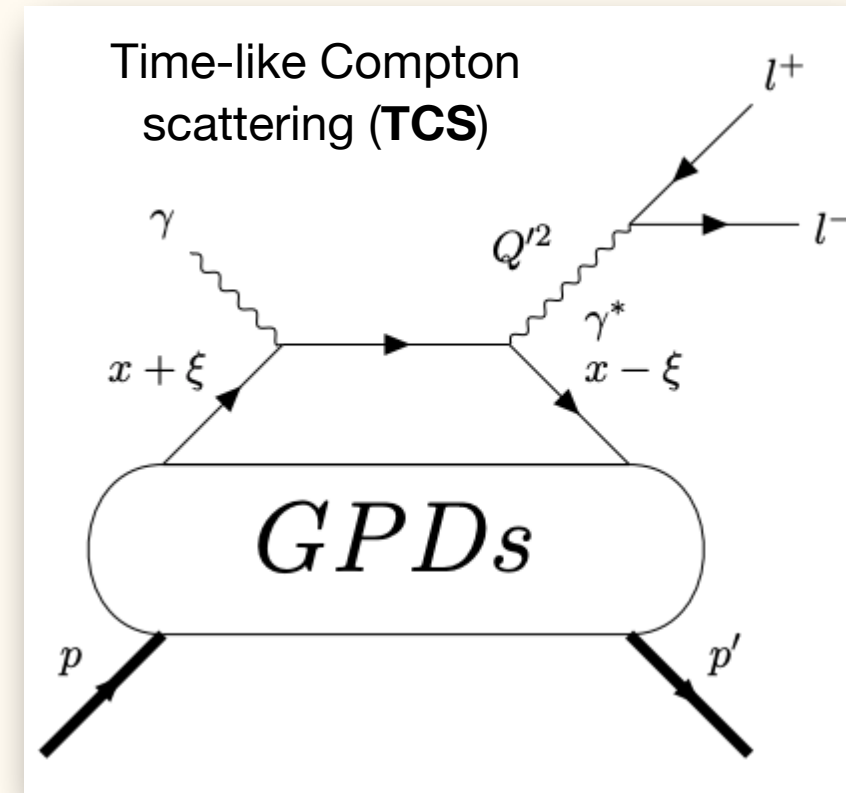 Time-like Compton
scattering (TCS)
l⁺
γ
Q′²
l⁻
γ*
x + ξ
x − ξ
GPDs
p
p′